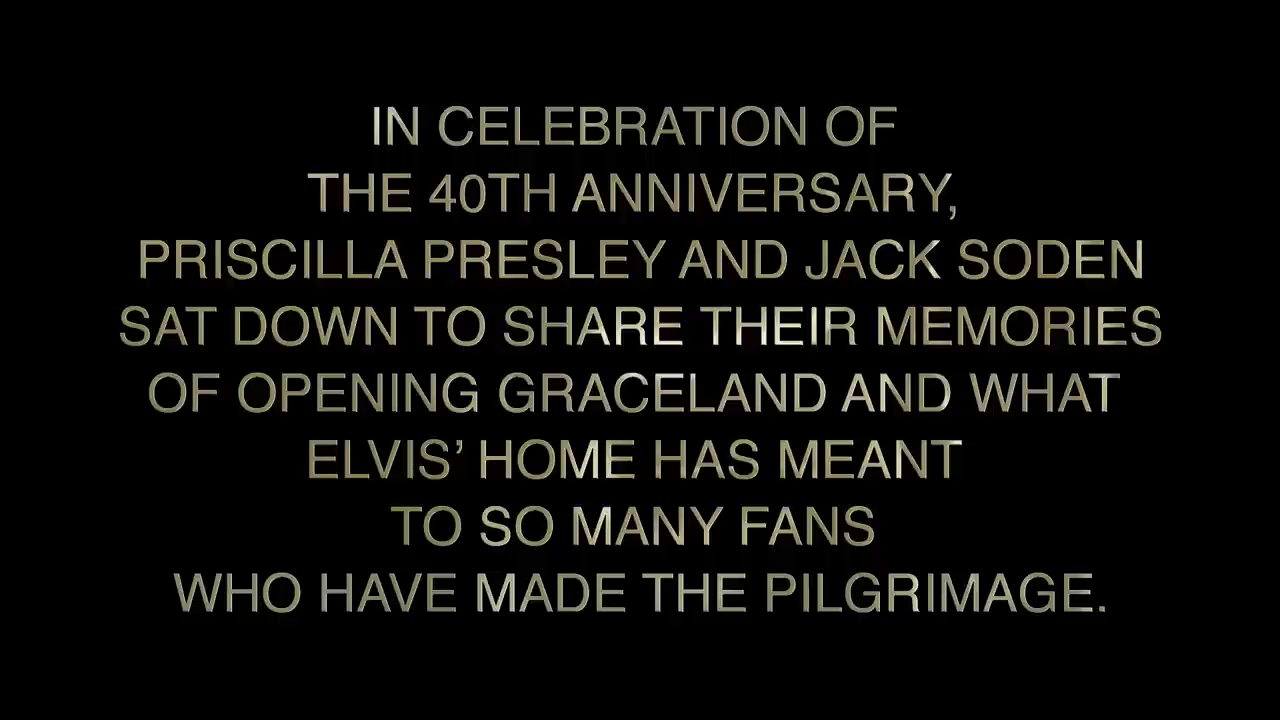 IN CELEBRATION OF
THE 40TH ANNIVERSARY,
PRISCILLA PRESLEY AND JACK SODEN
SAT DOWN TO SHARE THEIR MEMORIES
OF OPENING GRACELAND AND WHAT
ELVIS’ HOME HAS MEANT
TO SO MANY FANS
WHO HAVE MADE THE PILGRIMAGE.